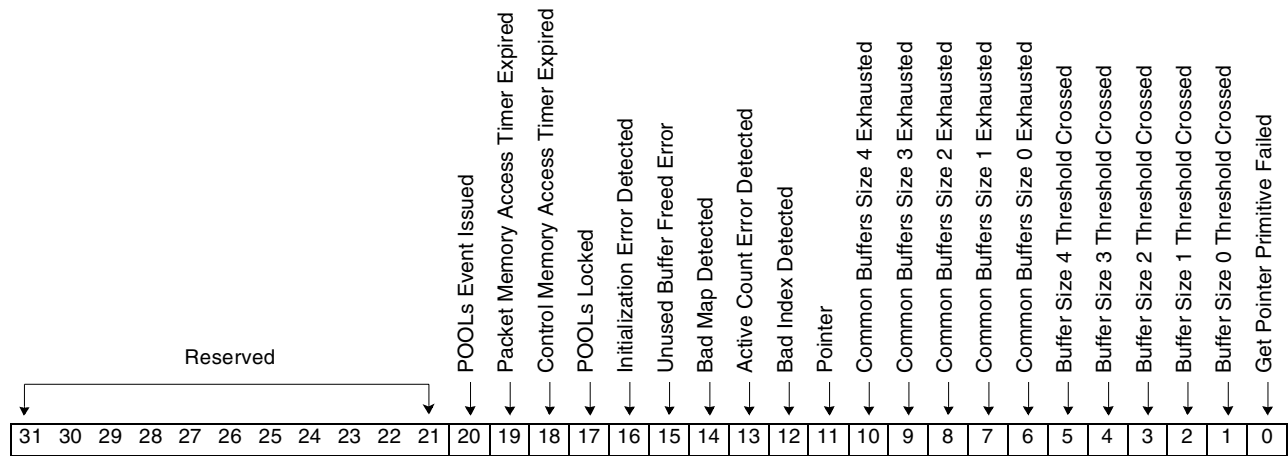 Reserved
POOLs Event Issued
Packet Memory Access Timer Expired
Control Memory Access Timer Expired
POOLs Locked
Initialization Error Detected
Unused Buffer Freed Error
Bad Map Detected
Active Count Error Detected
Bad Index Detected
Pointer
Common Buffers Size 4 Exhausted
Common Buffers Size 3 Exhausted
Common Buffers Size 2 Exhausted
Common Buffers Size 1 Exhausted
Common Buffers Size 0 Exhausted
Buffer Size 4 Threshold Crossed
Buffer Size 3 Threshold Crossed
Buffer Size 2 Threshold Crossed
Buffer Size 1 Threshold Crossed
Buffer Size 0 Threshold Crossed
Get Pointer Primitive Failed
31 30 29 28 27 26 25 24 23 22 21 20 19 18 17 16 15 14 13 12 11 10 9 8 7 6 5 4 3 2 1 0